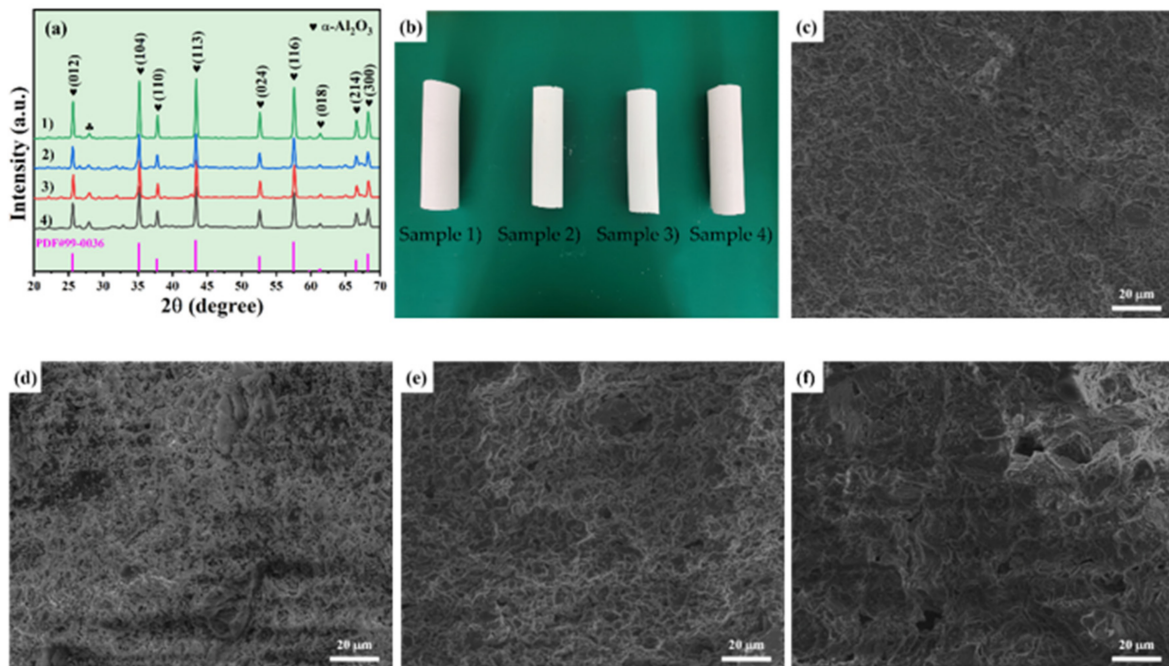 (a)
♥ α-Al₂O₃
♥(012)
♥(104)
♥(110)
♥(113)
♥(024)
♥(116)
♥(018)
♥(214)
♥(300)
♣
1)
2)
3)
4)
PDF#99-0036
Intensity (a.u.)
20 25 30 35 40 45 50 55 60 65 70
2θ (degree)
(b)
Sample 1) Sample 2) Sample 3) Sample 4)
(c)
20 μm
(d)
20 μm
(e)
20 μm
(f)
20 μm